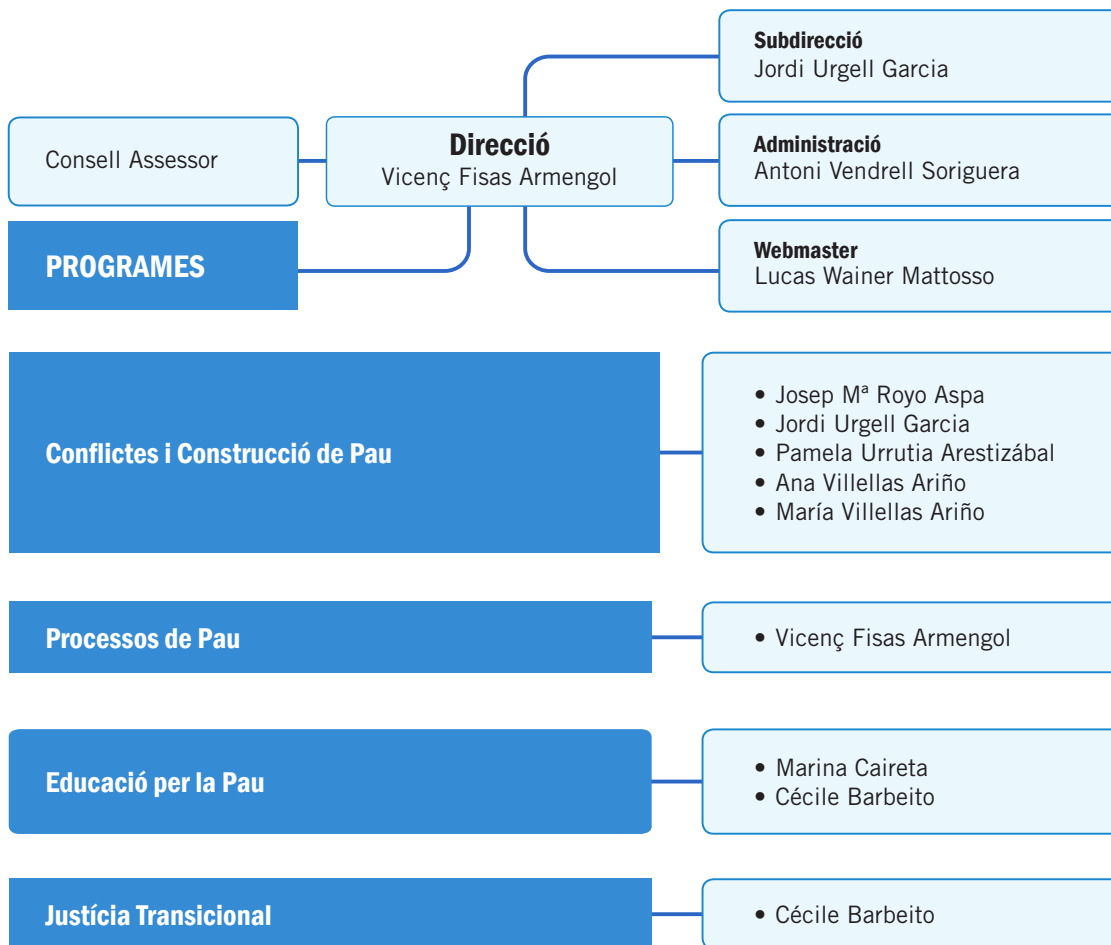 Subdirecció
Jordi Urgell Garcia
Consell Assessor
Direcció
Vicenç Fisas Armengol
Administració
Antoni Vendrell Soriguera
PROGRAMES
Webmaster
Lucas Wainer Mattosso
Conflictes i Construcció de Pau
• Josep Mª Royo Aspa
• Jordi Urgell Garcia
• Pamela Urrutia Arestizábal
• Ana Villellas Ariño
• María Villellas Ariño
Processos de Pau
• Vicenç Fisas Armengol
Educació per la Pau
• Marina Caireta
• Cécile Barbeito
Justícia Transicional
• Cécile Barbeito